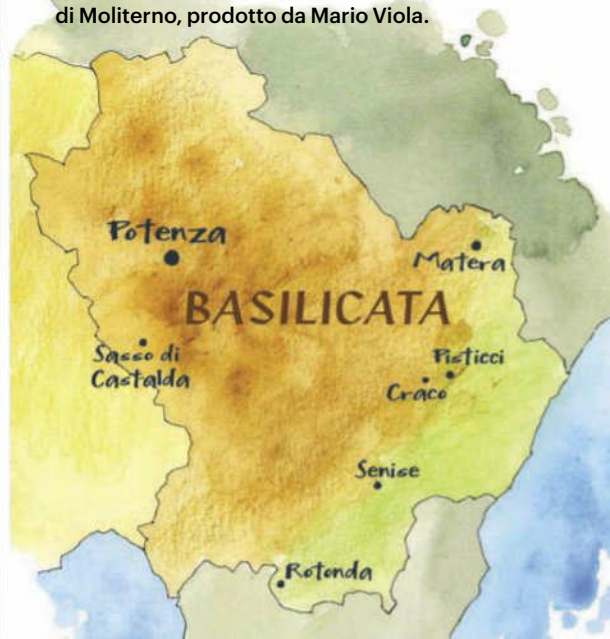 di Moliterno, prodotto da Mario Viola.
Potenza
Matera
BASILICATA
Sasso di
Castalda
Pisticci
Craco
Senise
Rotonda